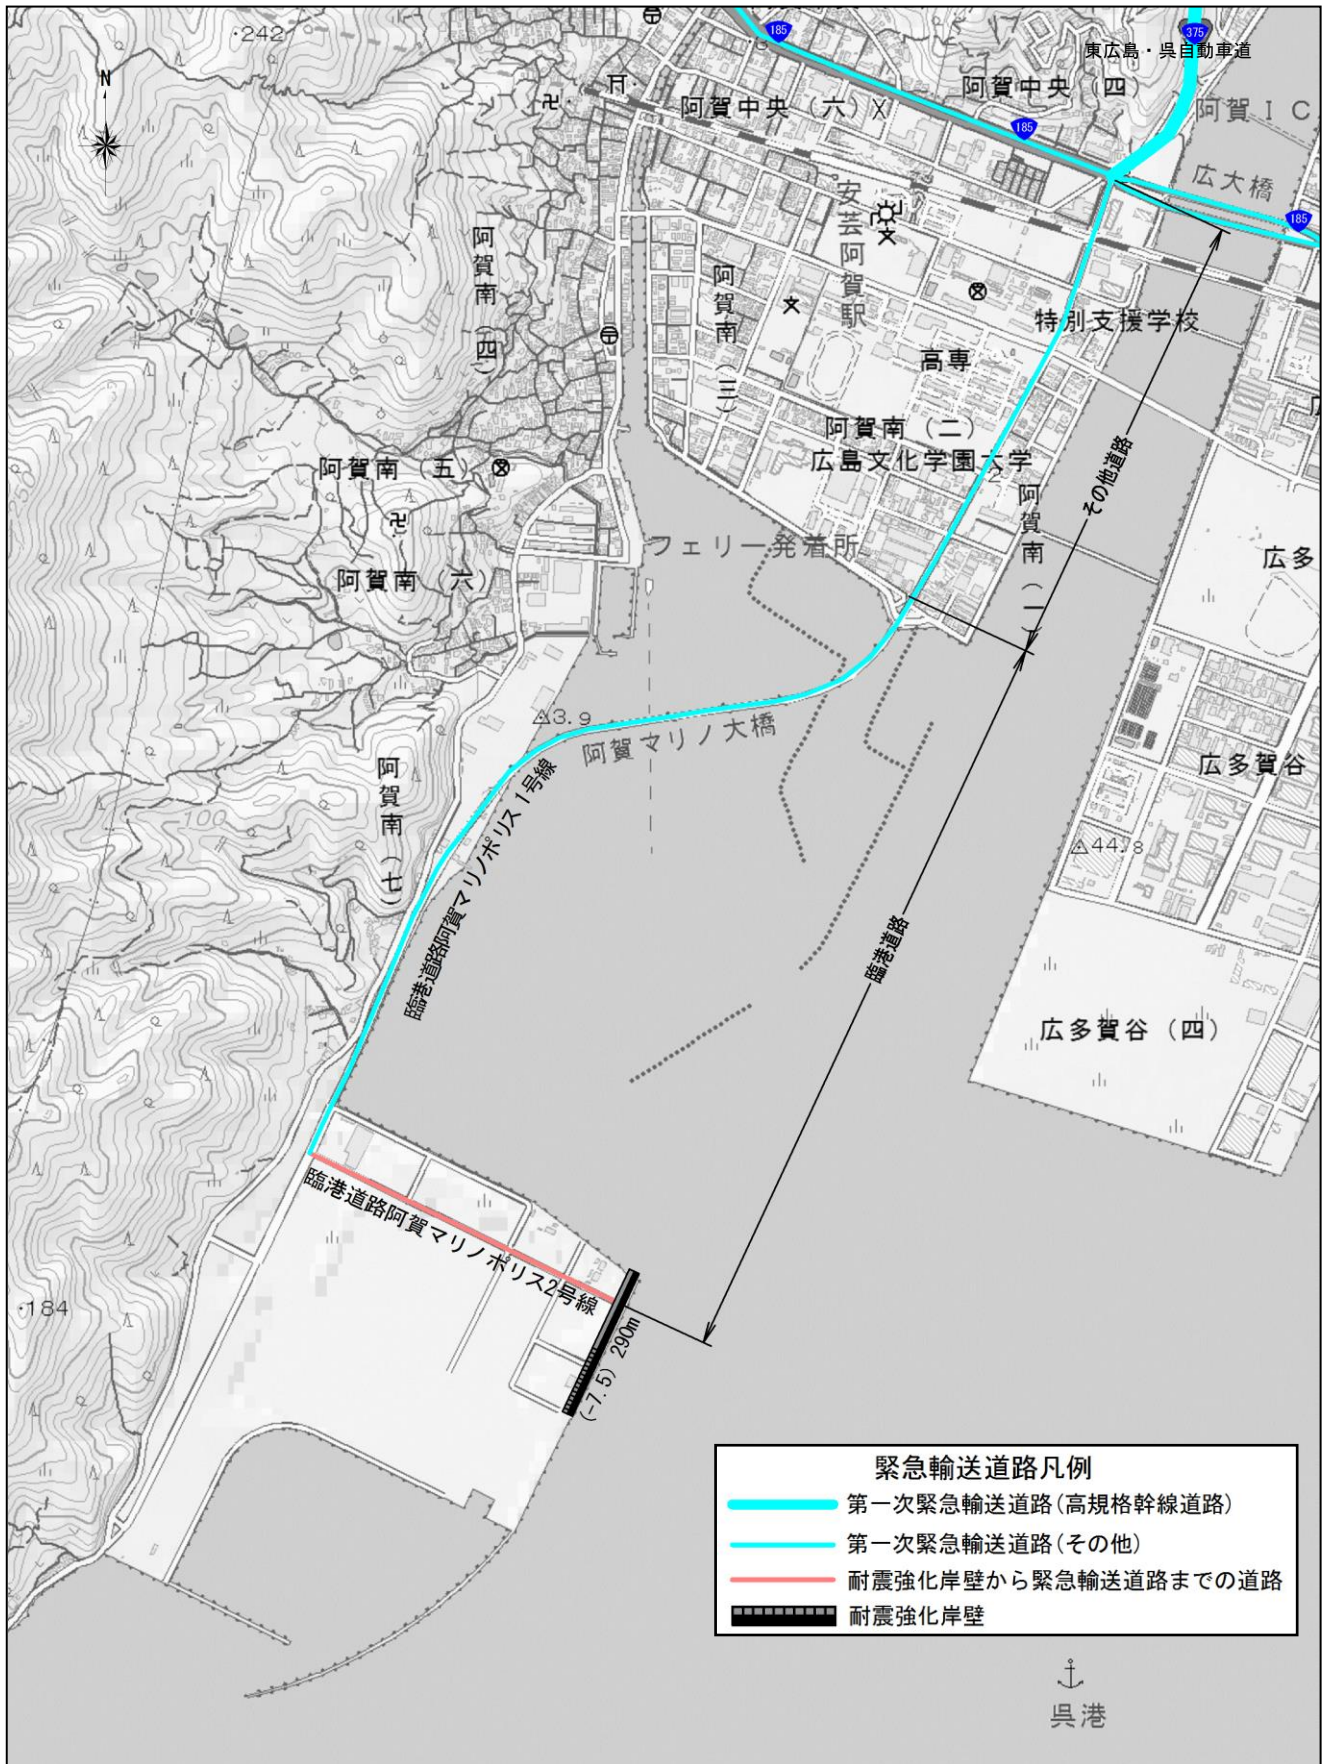 242
N
185
375
東広島・呉自動車道
阿賀中央(六)
阿賀中央(四)
185
阿賀IC
広大橋
185
安芸阿賀駅
阿賀南(四)
阿賀南(三)
特別支援学校
高専
阿賀南(二)
広島文化学園大学
2
阿賀南(五)
阿賀南(一)
その他道路
フェリー発着所
阿賀南(六)
広多
3.9
阿賀マリノ大橋
臨港道路阿賀マリノポリス1号線
阿賀南(七)
100
広多賀谷
44.8
臨港道路
広多賀谷(四)
臨港道路阿賀マリノポリス2号線
184
(-7.5) 290m
緊急輸送道路凡例
第一次緊急輸送道路(高規格幹線道路)
第一次緊急輸送道路(その他)
耐震強化岸壁から緊急輸送道路までの道路
耐震強化岸壁
呉港